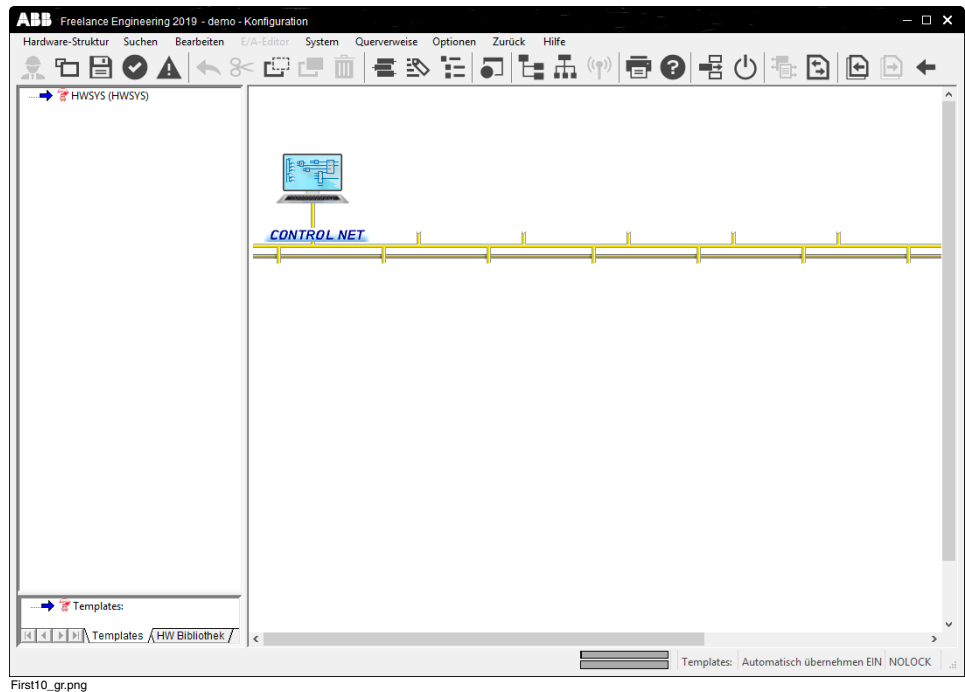 ABB Freelance Engineering 2019 - demo - Konfiguration
Hardware-Struktur Suchen Bearbeiten E/A-Editor System Querverweise Optionen Zurück Hilfe
HWSYS (HWSYS)
CONTROL NET
Templates:
Templates HW Bibliothek
Templates: Automatisch übernehmen EIN NOLOCK
First10_gr.png